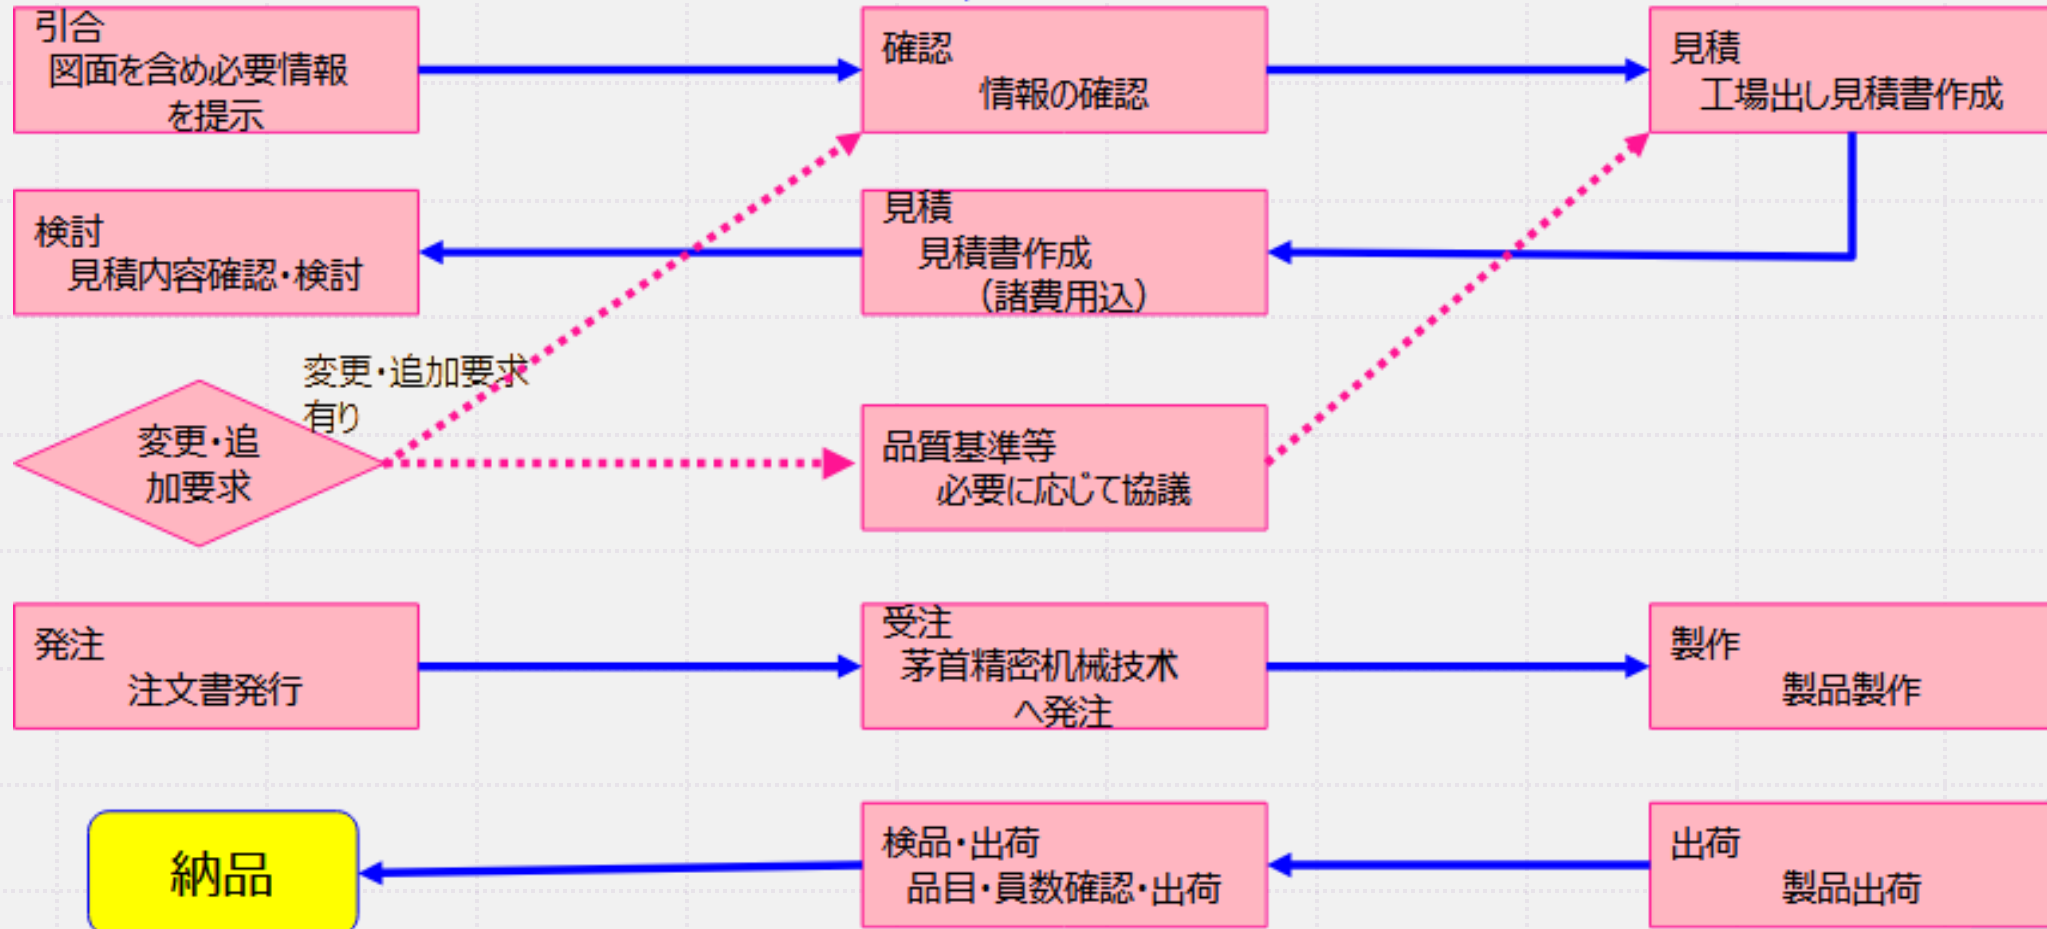 引合
図面を含め必要情報
を提示
確認
情報の確認
見積
工場出し見積書作成
検討
見積内容確認・検討
見積
見積書作成
（諸費用込）
変更・追加要求
有り
変更・追
加要求
品質基準等
必要に応じて協議
発注
注文書発行
受注
茅首精密机械技术
へ発注
製作
製品製作
納品
検品・出荷
品目・員数確認・出荷
出荷
製品出荷